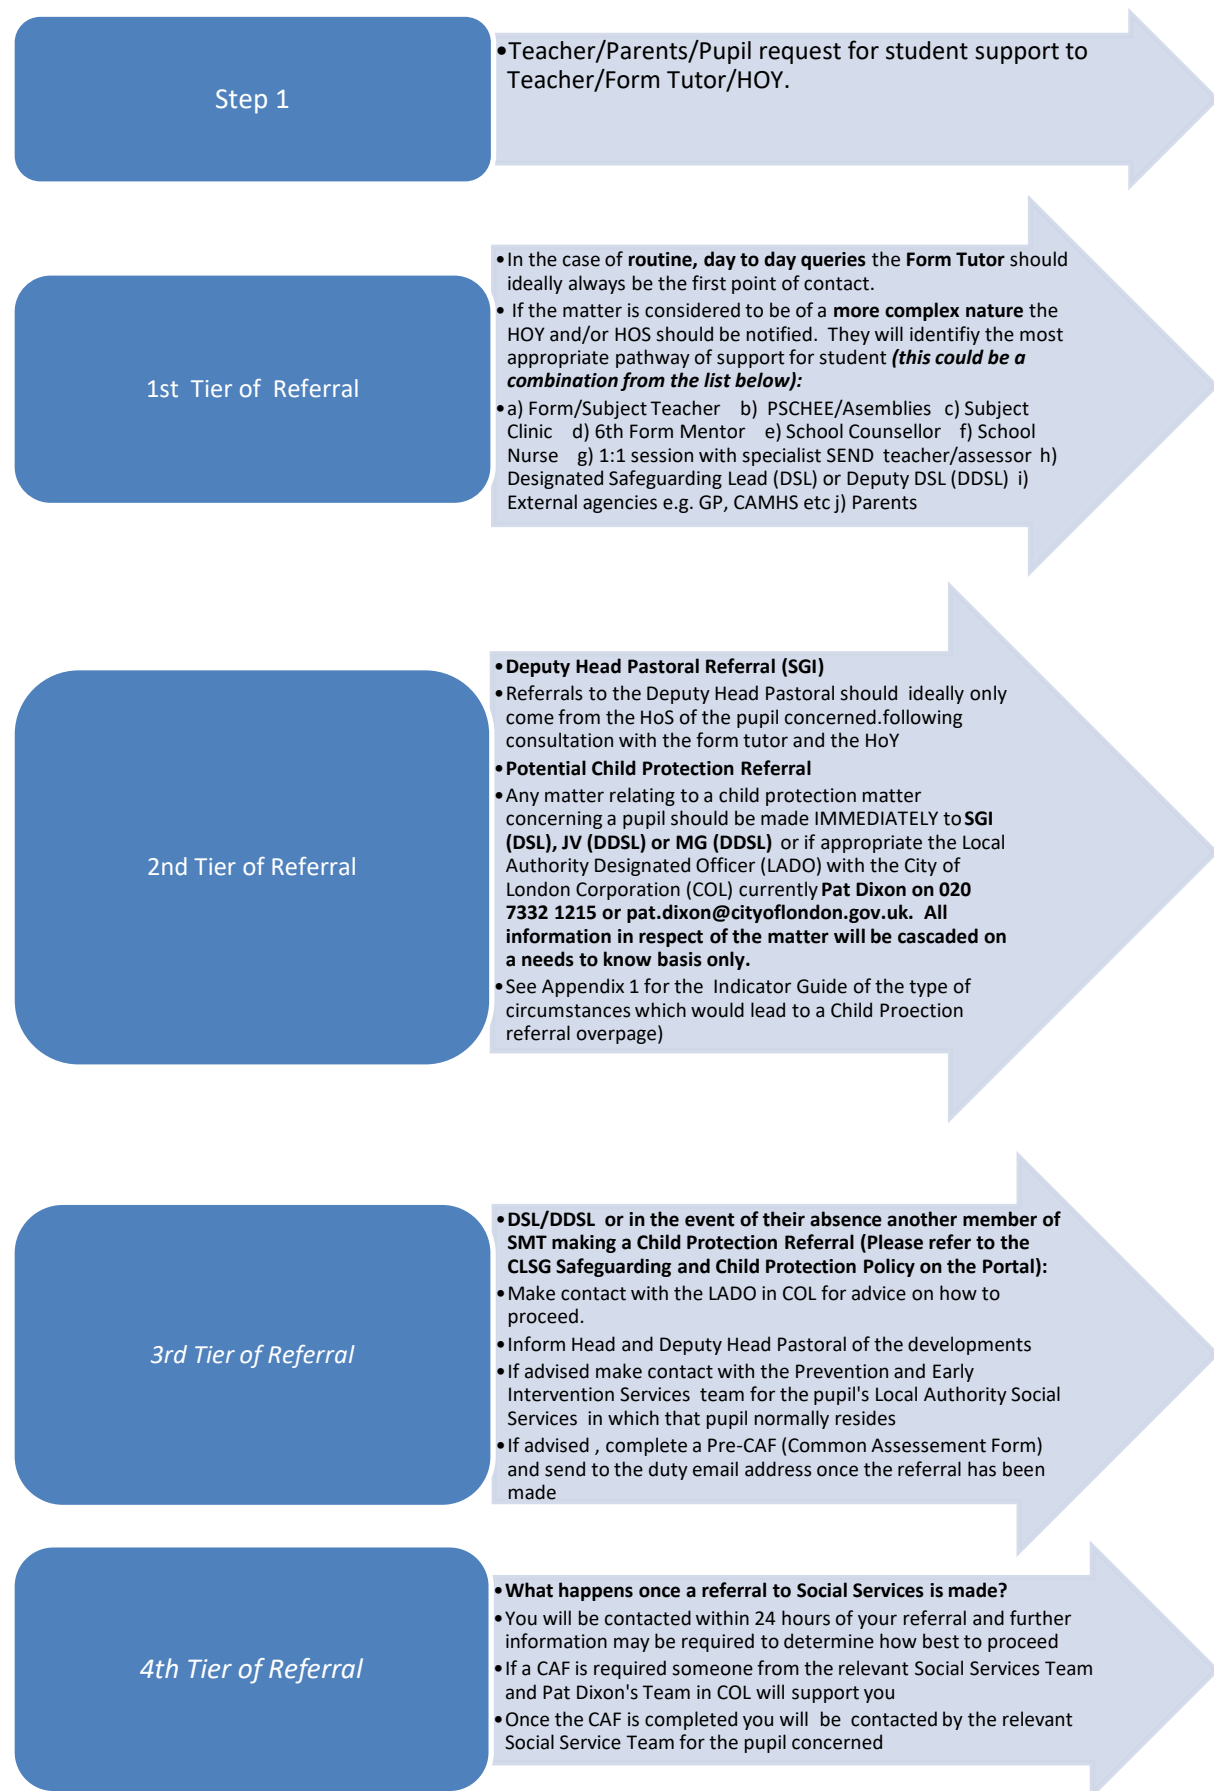 Step 1
•Teacher/Parents/Pupil request for student support to
Teacher/Form Tutor/HOY.
1st Tier of Referral
•In the case of routine, day to day queries the Form Tutor should
ideally always be the first point of contact.
• If the matter is considered to be of a more complex nature the
HOY and/or HOS should be notified. They will identifiy the most
appropriate pathway of support for student (this could be a
combination from the list below):
•a) Form/Subject Teacher b) PSCHEE/Asemblies c) Subject
Clinic d) 6th Form Mentor e) School Counsellor f) School
Nurse g) 1:1 session with specialist SEND teacher/assessor h)
Designated Safeguarding Lead (DSL) or Deputy DSL (DDSL) i)
External agencies e.g. GP, CAMHS etc j) Parents
2nd Tier of Referral
•Deputy Head Pastoral Referral (SGI)
•Referrals to the Deputy Head Pastoral should ideally only
come from the HoS of the pupil concerned.following
consultation with the form tutor and the HoY
•Potential Child Protection Referral
•Any matter relating to a child protection matter
concerning a pupil should be made IMMEDIATELY to SGI
(DSL), JV (DDSL) or MG (DDSL) or if appropriate the Local
Authority Designated Officer (LADO) with the City of
London Corporation (COL) currently Pat Dixon on 020
7332 1215 or pat.dixon@cityoflondon.gov.uk. All
information in respect of the matter will be cascaded on
a needs to know basis only.
•See Appendix 1 for the Indicator Guide of the type of
circumstances which would lead to a Child Proection
referral overpage)
3rd Tier of Referral
•DSL/DDSL or in the event of their absence another member of
SMT making a Child Protection Referral (Please refer to the
CLSG Safeguarding and Child Protection Policy on the Portal):
•Make contact with the LADO in COL for advice on how to
proceed.
•Inform Head and Deputy Head Pastoral of the developments
•If advised make contact with the Prevention and Early
Intervention Services team for the pupil's Local Authority Social
Services in which that pupil normally resides
•If advised , complete a Pre-CAF (Common Assessement Form)
and send to the duty email address once the referral has been
made
4th Tier of Referral
•What happens once a referral to Social Services is made?
•You will be contacted within 24 hours of your referral and further
information may be required to determine how best to proceed
•If a CAF is required someone from the relevant Social Services Team
and Pat Dixon's Team in COL will support you
•Once the CAF is completed you will be contacted by the relevant
Social Service Team for the pupil concerned